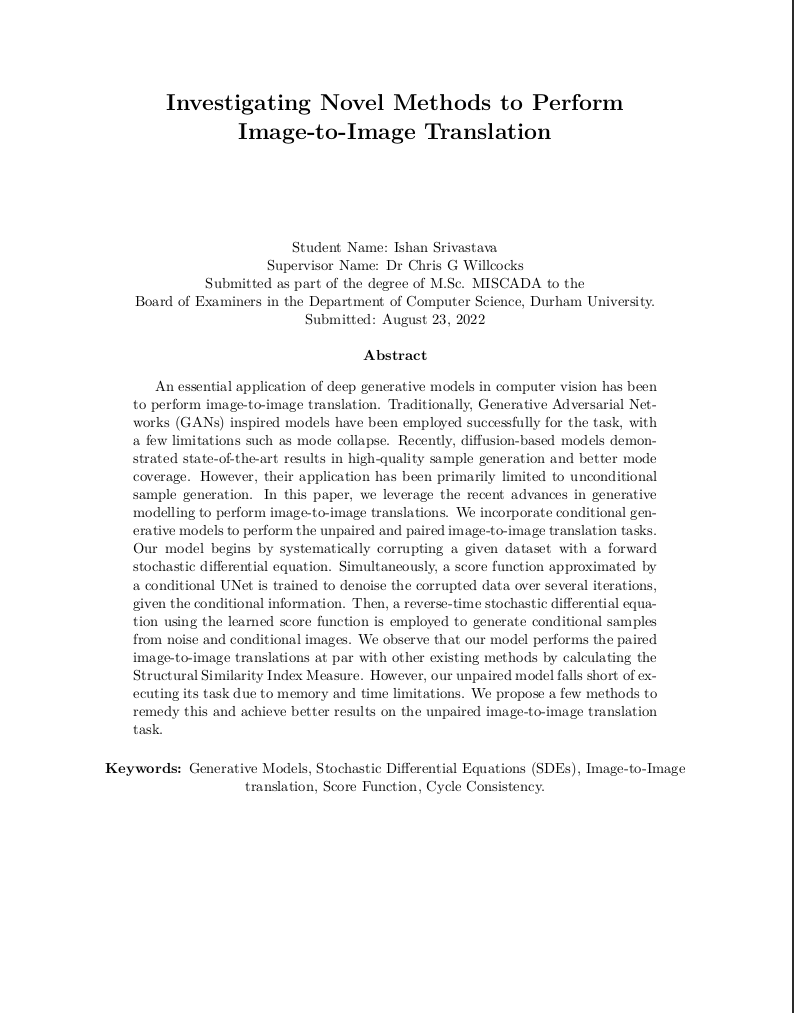 Investigating Novel Methods to Perform
Image-to-Image Translation
Student Name: Ishan Srivastava
Supervisor Name: Dr Chris G Willcocks
Submitted as part of the degree of M.Sc. MISCADA to the
Board of Examiners in the Department of Computer Science, Durham University.
Submitted: August 23, 2022
Abstract
An essential application of deep generative models in computer vision has been
to perform image-to-image translation. Traditionally, Generative Adversarial Net-
works (GANs) inspired models have been employed successfully for the task, with
a few limitations such as mode collapse. Recently, diffusion-based models demon-
strated state-of-the-art results in high-quality sample generation and better mode
coverage. However, their application has been primarily limited to unconditional
sample generation. In this paper, we leverage the recent advances in generative
modelling to perform image-to-image translations. We incorporate conditional gen-
erative models to perform the unpaired and paired image-to-image translation tasks.
Our model begins by systematically corrupting a given dataset with a forward
stochastic differential equation. Simultaneously, a score function approximated by
a conditional UNet is trained to denoise the corrupted data over several iterations,
given the conditional information. Then, a reverse-time stochastic differential equa-
tion using the learned score function is employed to generate conditional samples
from noise and conditional images. We observe that our model performs the paired
image-to-image translations at par with other existing methods by calculating the
Structural Similarity Index Measure. However, our unpaired model falls short of ex-
ecuting its task due to memory and time limitations. We propose a few methods to
remedy this and achieve better results on the unpaired image-to-image translation
task.
Keywords: Generative Models, Stochastic Differential Equations (SDEs), Image-to-Image
translation, Score Function, Cycle Consistency.